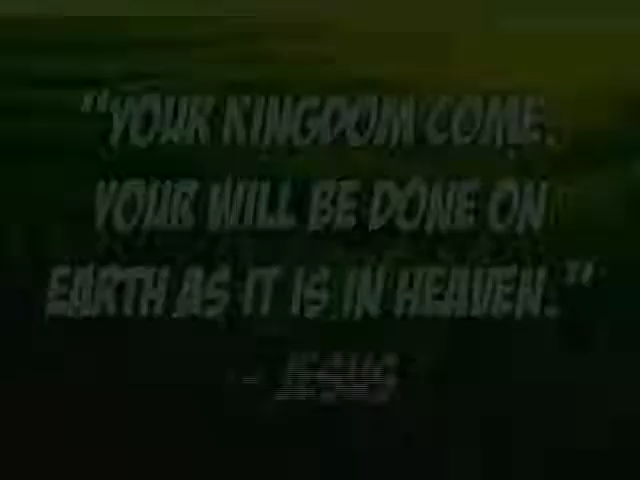 "YOUR KINGDOM COME.
YOUR WILL BE DONE ON
EARTH AS IT IS IN HEAVEN."
- JESUS